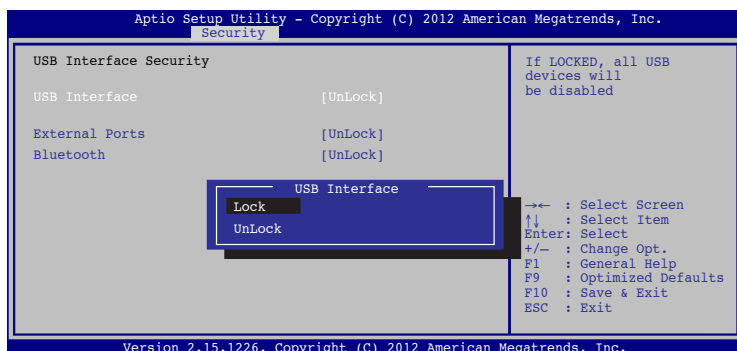 Aptio Setup Utility – Copyright (C) 2012 American Megatrends, Inc.
Security
USB Interface Security
USB Interface [UnLock]
External Ports [UnLock]
Bluetooth [UnLock]
USB Interface
Lock
UnLock
If LOCKED, all USB
devices will
be disabled
→← : Select Screen
↑↓ : Select Item
Enter: Select
+/— : Change Opt.
F1 : General Help
F9 : Optimized Defaults
F10 : Save & Exit
ESC : Exit
Version 2.15.1226. Copyright (C) 2012 American Megatrends, Inc.